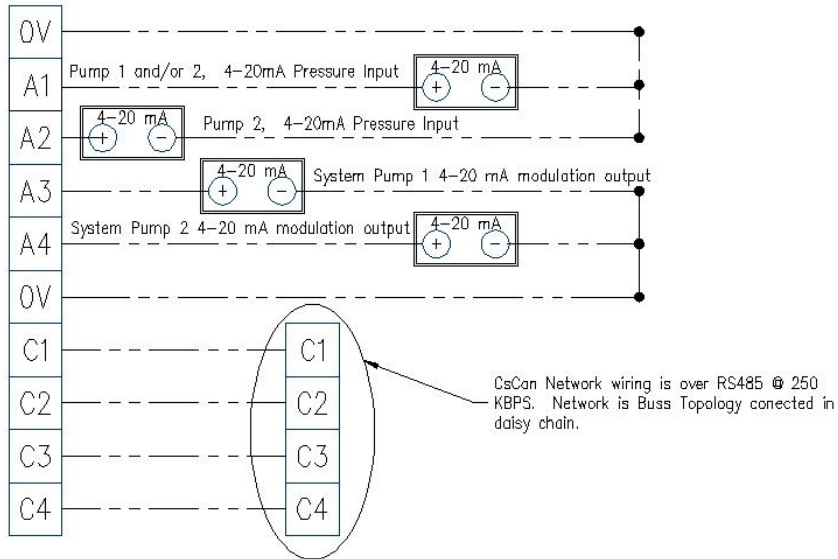 0V
A1 Pump 1 and/or 2, 4-20mA Pressure Input 4-20 mA + -
A2 4-20 mA + - Pump 2, 4-20mA Pressure Input
A3 4-20 mA + - System Pump 1 4-20 mA modulation output
A4 System Pump 2 4-20 mA modulation output 4-20 mA + -
0V
C1 C1
C2 C2
C3 C3
C4 C4
CsCan Network wiring is over RS485 @ 250
KBPS. Network is Buss Topology conected in
daisy chain.